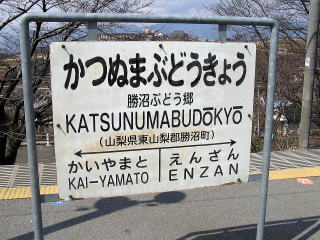 かつぬまぶどうきょう
勝沼ぶどう郷
KATSUNUMABUDŌKYŌ
(山梨県東山梨郡勝沼町)
かいやまと えんざん
KAI-YAMATO ENZAN